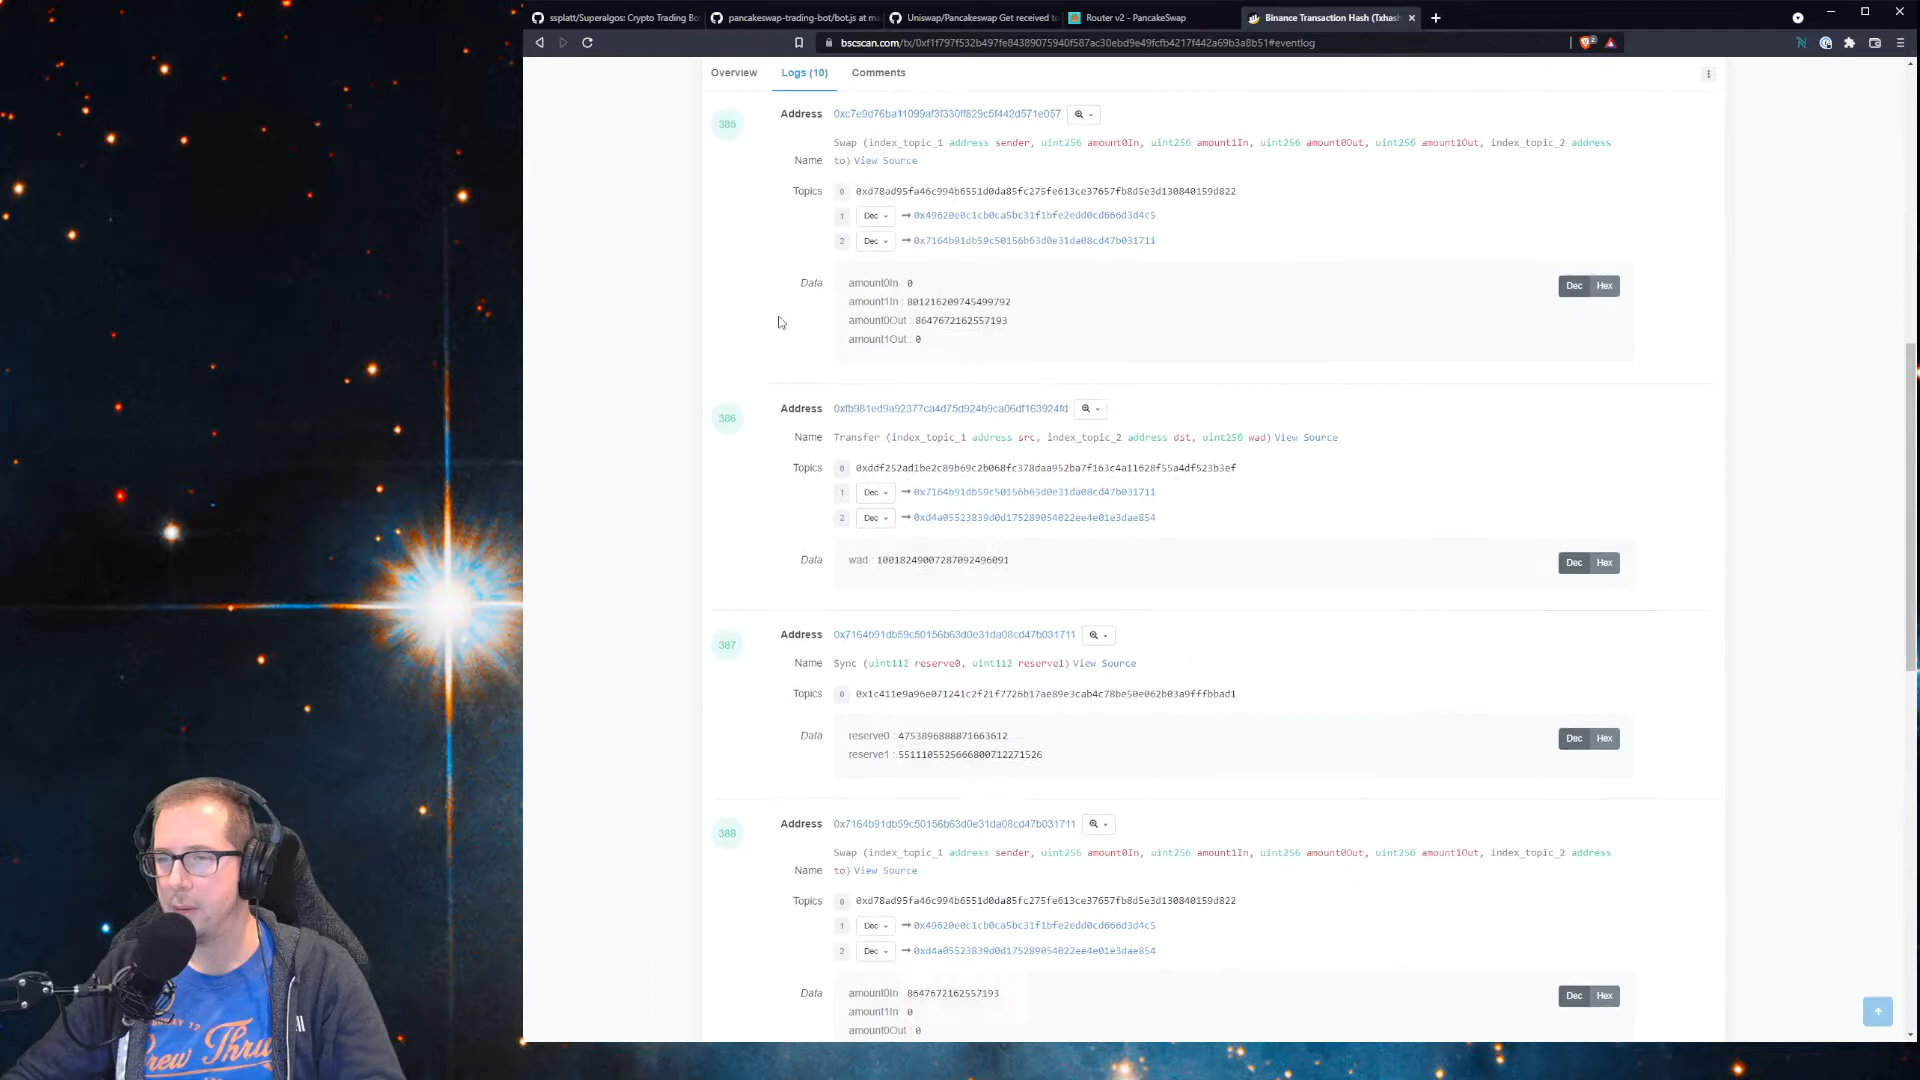 ssplatt/Superalgos: Crypto Trading Bo
pancakeswap-trading-bot/bot.js at ma
Uniswap/Pancakeswap Get received to
Router v2 - PancakeSwap
Binance Transaction Hash (Txhas
bscscan.com/tx/0xf1f797f532b497fe84389075940f587ac30ebd9e49fcfb4217f442a69b3a8b51#eventlog
Overview
Logs (10)
Comments
385
Address
0xc7e9d76ba11099af3f330ff829c5f442d571e057
Swap (index_topic_1 address sender, uint256 amount0In, uint256 amount1In, uint256 amount0Out, uint256 amount1Out, index_topic_2 address
Name
to) View Source
Topics
0 0xd78ad95fa46c994b6551d0da85fc275fe613ce37657fb8d5e3d130840159d822
1 Dec 0x49620e0c1cb0ca5bc31f1bfe2edd0cd666d3d4c5
2 Dec 0x7164b91db59c50156b63d0e31da08cd47b031711
Data
amount0In : 0
amount1In : 801216209745499792
amount0Out : 8647672162557193
amount1Out : 0
Dec Hex
386
Address
0xfb981ed9a92377ca4d75d924b9ca06df163924fd
Name
Transfer (index_topic_1 address src, index_topic_2 address dst, uint256 wad) View Source
Topics
0 0xddf252ad1be2c89b69c2b068fc378daa952ba7f163c4a11628f55a4df523b3ef
1 Dec 0x7164b91db59c50156b63d0e31da08cd47b031711
2 Dec 0xd4a05523839d0d175289054022ee4e01e3dae854
Data
wad : 10018249007287092496091
Dec Hex
387
Address
0x7164b91db59c50156b63d0e31da08cd47b031711
Name
Sync (uint112 reserve0, uint112 reserve1) View Source
Topics
0 0x1c411e9a96e071241c2f21f7726b17ae89e3cab4c78be50e062b03a9fffbbad1
Data
reserve0 : 4753896888871663612
reserve1 : 5511105525666800712271526
Dec Hex
388
Address
0x7164b91db59c50156b63d0e31da08cd47b031711
Swap (index_topic_1 address sender, uint256 amount0In, uint256 amount1In, uint256 amount0Out, uint256 amount1Out, index_topic_2 address
Name
to) View Source
Topics
0 0xd78ad95fa46c994b6551d0da85fc275fe613ce37657fb8d5e3d130840159d822
1 Dec 0x49620e0c1cb0ca5bc31f1bfe2edd0cd666d3d4c5
2 Dec 0xd4a05523839d0d175289054022ee4e01e3dae854
Data
amount0In 8647672162557193
amount1In 0
amount0Out : 0
Dec Hex